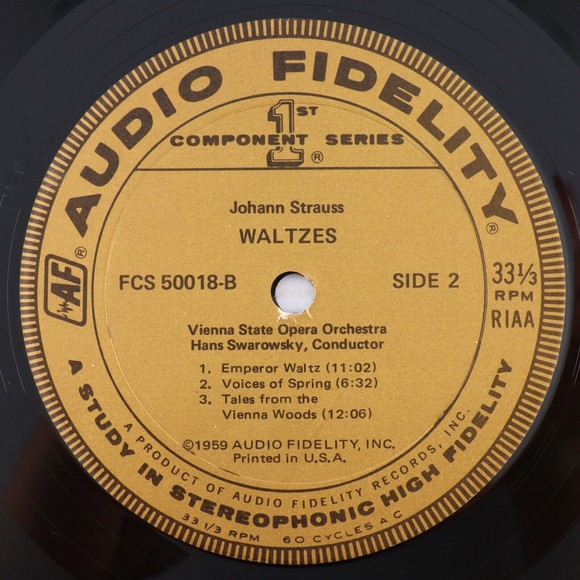 AUDIO FIDELITY®
1ST
COMPONENT SERIES
®
Johann Strauss
WALTZES
FCS 50018-B
SIDE 2
33⅓
RPM
RIAA
AF
®
Vienna State Opera Orchestra
Hans Swarowsky, Conductor
1. Emperor Waltz (11:02)
2. Voices of Spring (6:32)
3. Tales from the
Vienna Woods (12:06)
©1959 AUDIO FIDELITY, INC.
Printed in U.S.A.
A PRODUCT OF AUDIO FIDELITY RECORDS, INC.
A STUDY IN STEREOPHONIC HIGH FIDELITY
33 1/3 RPM 60 CYCLES A C